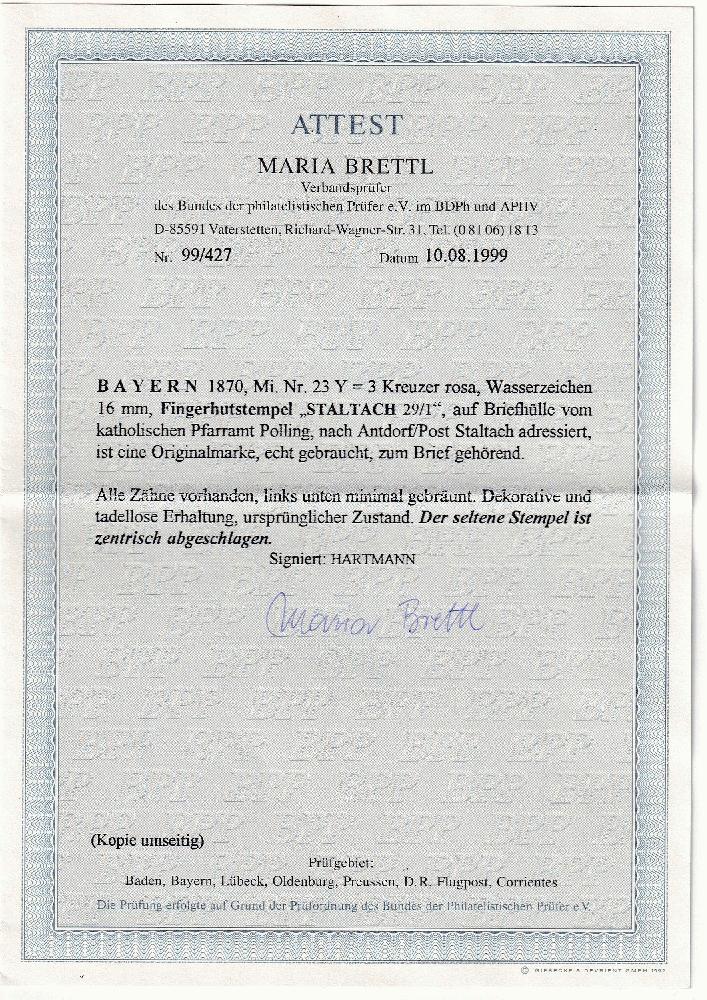 ATTEST
MARIA BRETTL
Verbandsprüfer
des Bundes der philatelistischen Prüfer e.V. im BDPh und APHV
D-85591 Vaterstetten, Richard-Wagner-Str. 31, Tel. (0 81 06) 18 13
Nr. 99/427 Datum 10.08.1999
BAYERN 1870, Mi. Nr. 23 Y = 3 Kreuzer rosa, Wasserzeichen
16 mm, Fingerhutstempel „STALTACH 29/1“, auf Briefhülle vom
katholischen Pfarramt Polling, nach Antdorf/Post Staltach adressiert,
ist eine Originalmarke, echt gebraucht, zum Brief gehörend.
Alle Zähne vorhanden, links unten minimal gebräunt. Dekorative und
tadellose Erhaltung, ursprünglicher Zustand. Der seltene Stempel ist
zentrisch abgeschlagen.
Signiert: HARTMANN
Maria Brettl
(Kopie umseitig)
Prüfgebiet:
Baden, Bayern, Lübeck, Oldenburg, Preussen, D.R. Flugpost, Corrientes
Die Prüfung erfolgte auf Grund der Prüfordnung des Bundes der Philatelistischen Prüfer e.V.
© GIESECKE & DEVRIENT GMBH